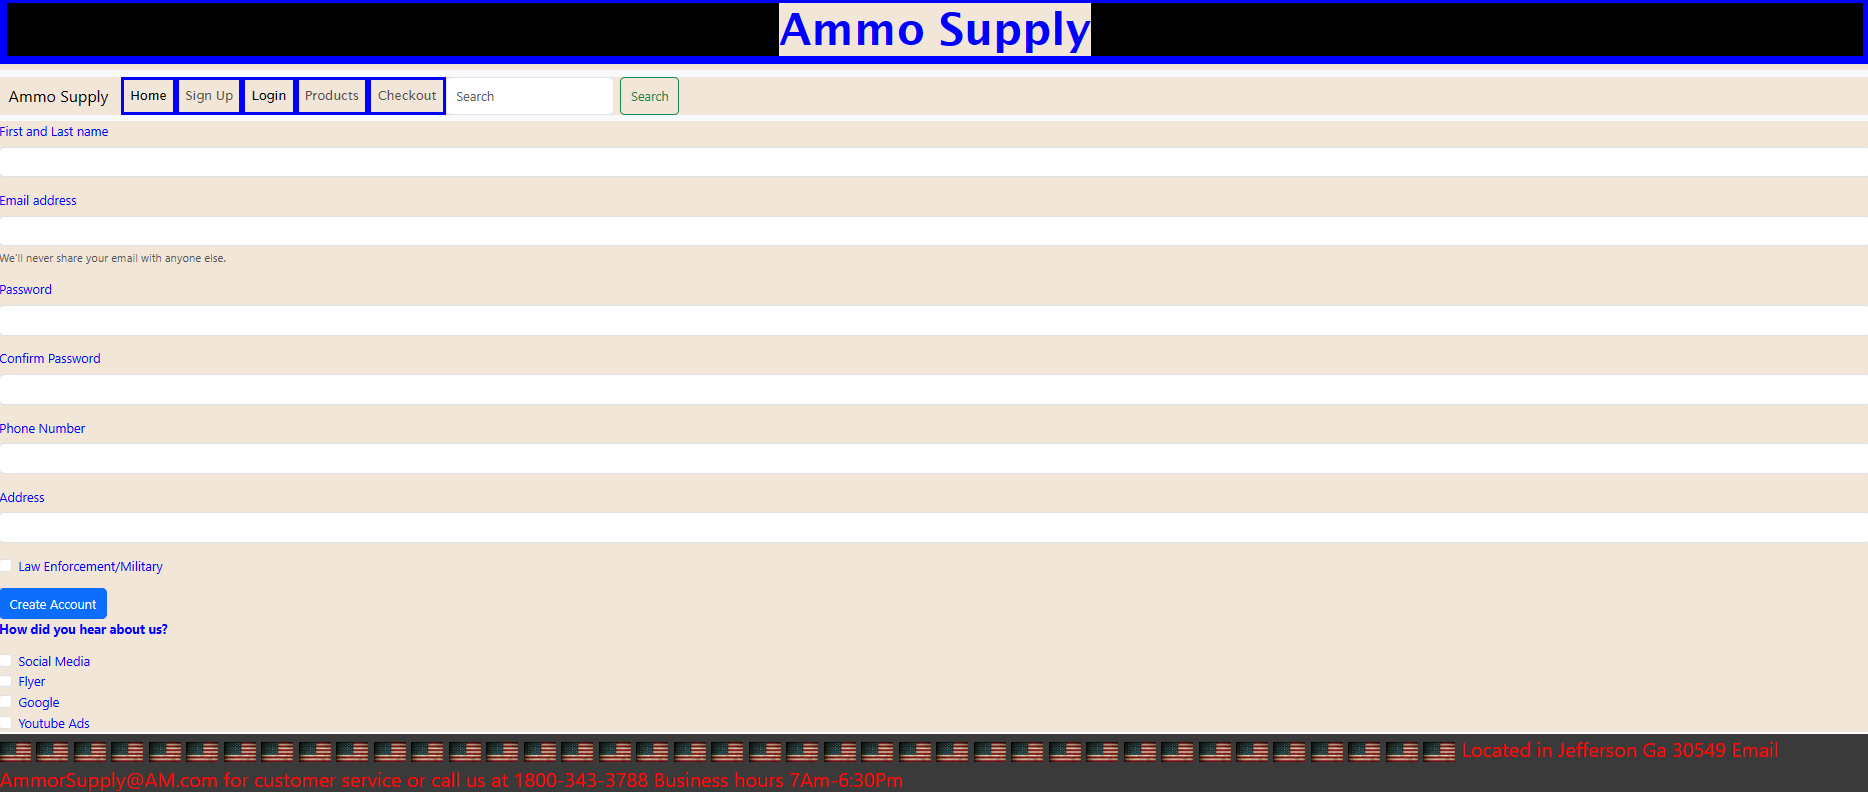 Ammo Supply
Ammo Supply Home Sign Up Login Products Checkout Search Search
First and Last name
Email address
We'll never share your email with anyone else.
Password
Confirm Password
Phone Number
Address
Law Enforcement/Military
Create Account
How did you hear about us?
Social Media
Flyer
Google
Youtube Ads
Located in Jefferson Ga 30549 Email
AmmorSupply@AM.com for customer service or call us at 1800-343-3788 Business hours 7Am-6:30Pm